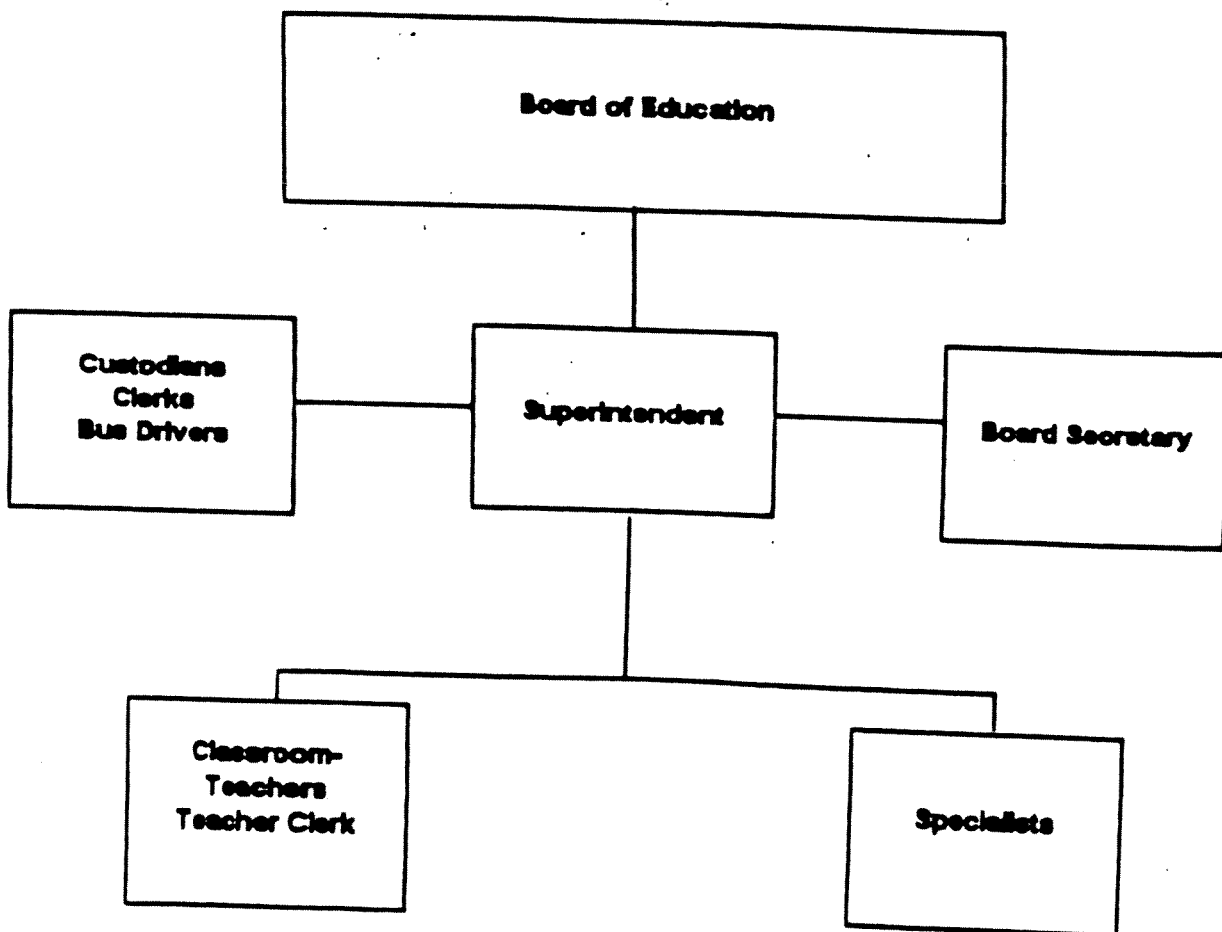 Board of Education
Custodians
Clerks
Bus Drivers
Superintendent
Board Secretary
Classroom-
Teachers
Teacher Clerk
Specialists